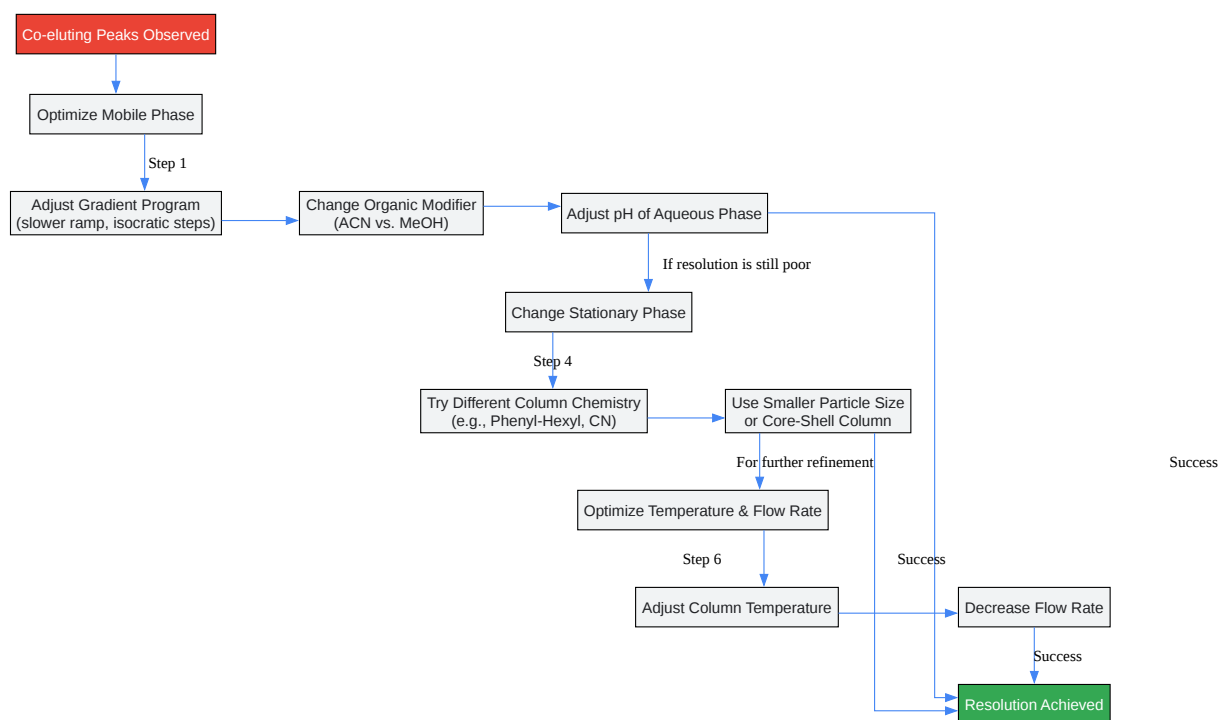 Co-eluting Peaks Observed
Optimize Mobile Phase
Step 1
Adjust Gradient Program
(slower ramp, isocratic steps)
Change Organic Modifier
(ACN vs. MeOH)
Adjust pH of Aqueous Phase
If resolution is still poor
Change Stationary Phase
Step 4
Try Different Column Chemistry
(e.g., Phenyl-Hexyl, CN)
Use Smaller Particle Size
or Core-Shell Column
For further refinement
Success
Optimize Temperature & Flow Rate
Step 6
Success
Adjust Column Temperature
Decrease Flow Rate
Success
Resolution Achieved